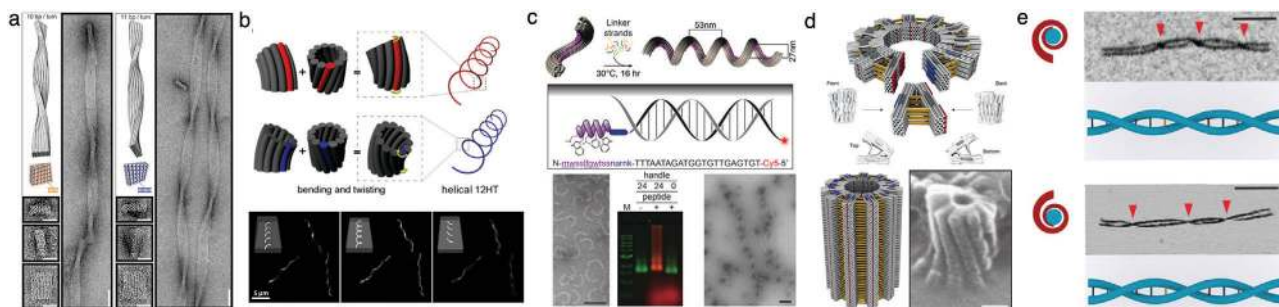 a
10 bp / turn
11 bp / turn
b
bending and twisting
helical 12HT
5 µm
c
Linker
strands
30°C, 16 hr
53nm
27nm
-TTTAATAGATGGTGTTGAGTGT-Cy5-5'
handle
24 24 0
peptide
M - + +
d
Top
Bottom
e